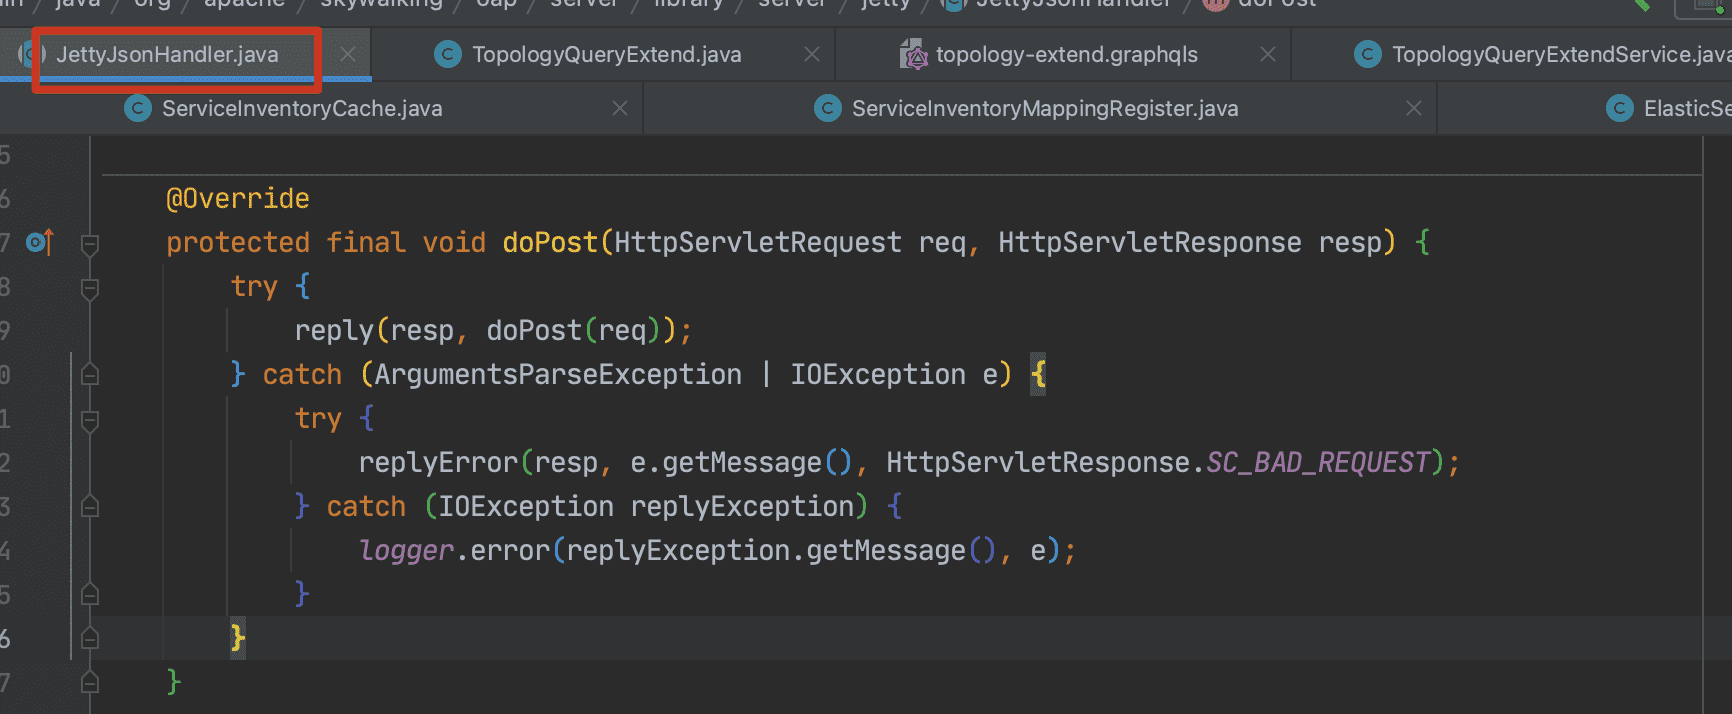 java / org / apache / skywalking / oap / server / library / server / jetty / JettyJsonHandler / doPost
JettyJsonHandler.java TopologyQueryExtend.java topology-extend.graphqls TopologyQueryExtendService.java
ServiceInventoryCache.java ServiceInventoryMappingRegister.java ElasticSe
5
6 @Override
7 protected final void doPost(HttpServletRequest req, HttpServletResponse resp) {
8 try {
9 reply(resp, doPost(req));
0 } catch (ArgumentsParseException | IOException e) {
1 try {
2 replyError(resp, e.getMessage(), HttpServletResponse.SC_BAD_REQUEST);
3 } catch (IOException replyException) {
4 logger.error(replyException.getMessage(), e);
5 }
6 }
7 }